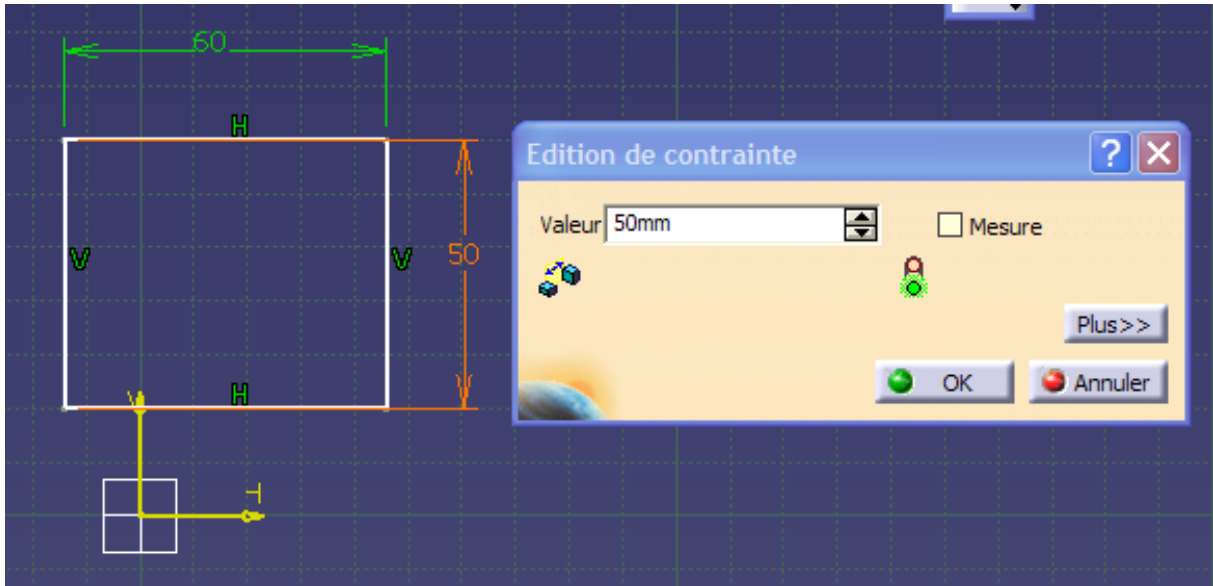 60
H
Edition de contrainte
Valeur 50mm
Mesure
V
V
50
Plus>>
H
OK
Annuler
V
H